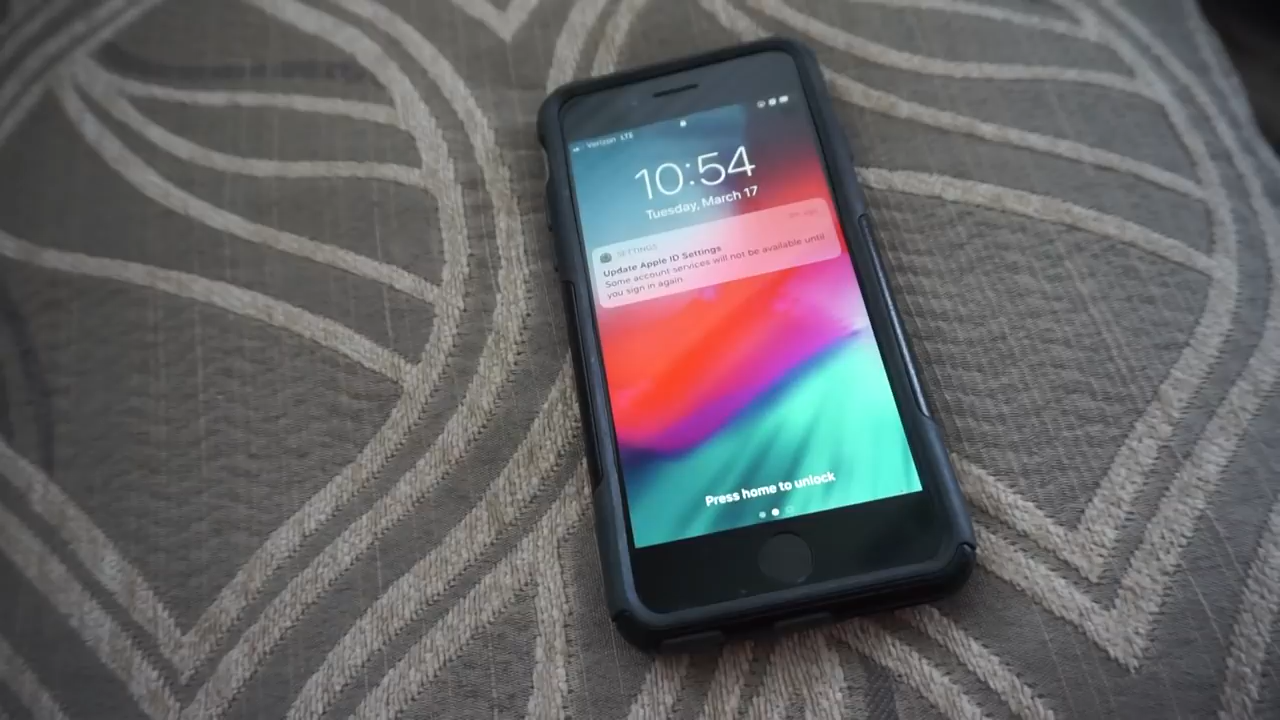 Verizon LTE
10:54
Tuesday, March 17
SETTINGS
Update Apple ID Settings
Some account services will not be available until
you sign in again
Press home to unlock